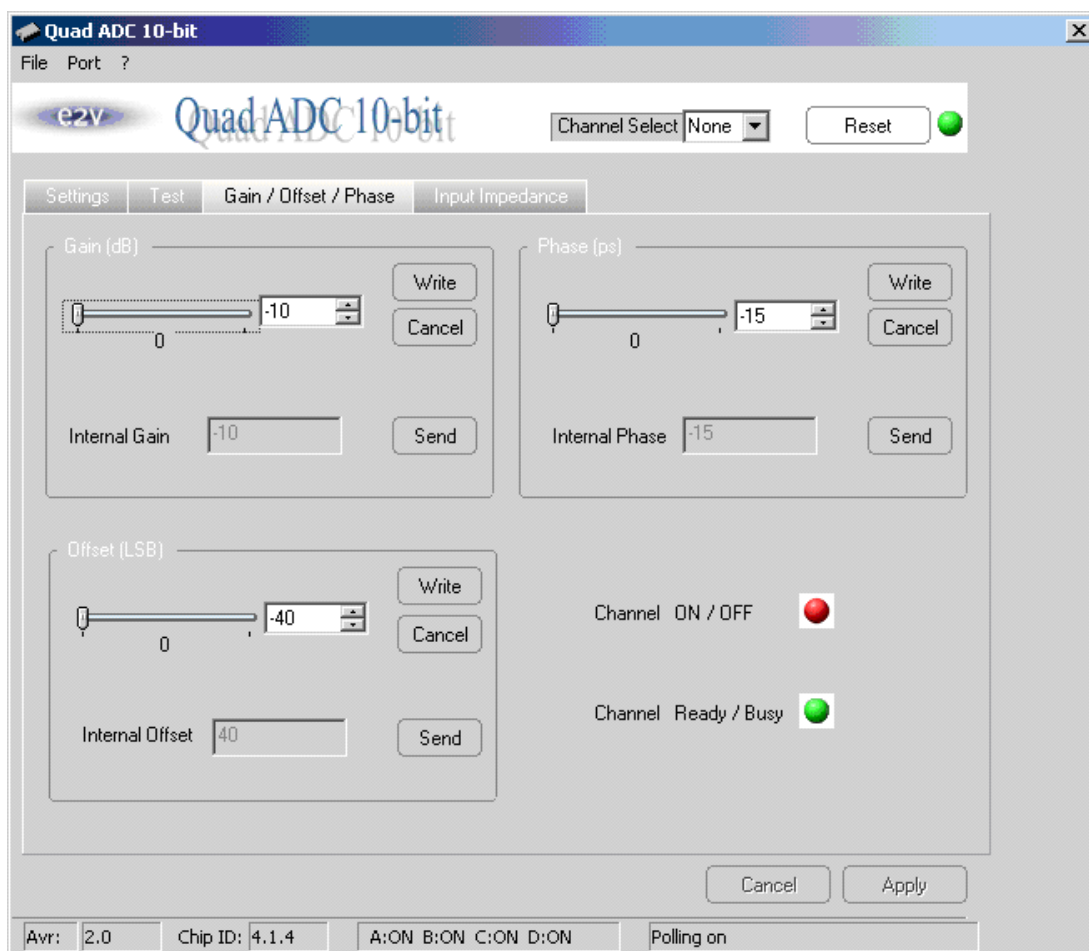 Quad ADC 10-bit
File Port ?
e2v Quad ADC 10-bit Channel Select None Reset
Settings Test Gain / Offset / Phase Input Impedance
Gain (dB)
-10
0
Write
Cancel
Internal Gain -10 Send
Phase (ps)
-15
0
Write
Cancel
Internal Phase -15 Send
Offset (LSB)
-40
0
Write
Cancel
Internal Offset 40 Send
Channel ON / OFF
Channel Ready / Busy
Cancel Apply
Avr: 2.0 Chip ID: 4.1.4 A:ON B:ON C:ON D:ON Polling on